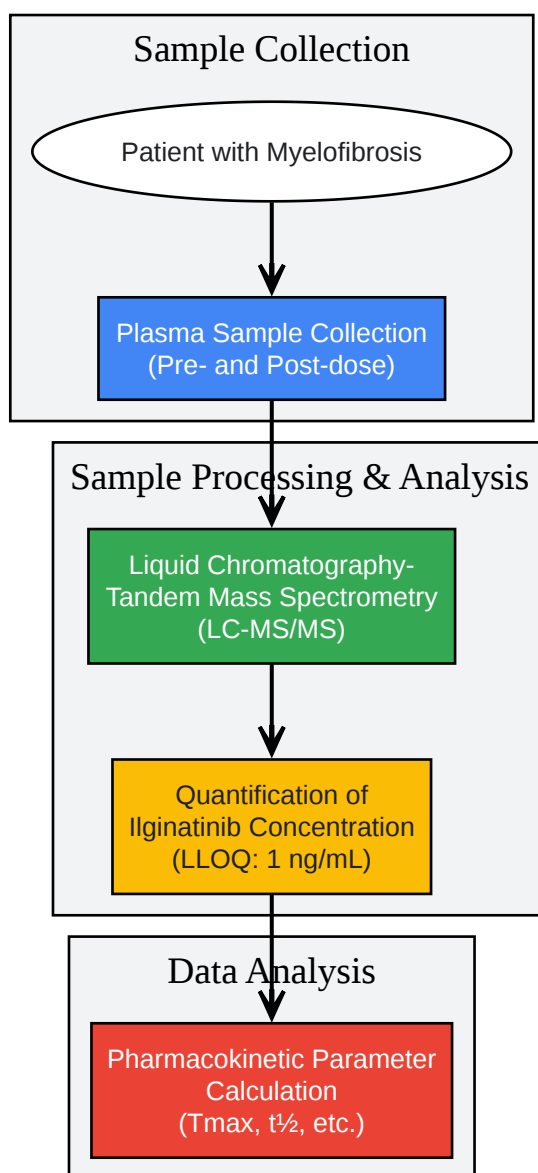 Sample Collection
Patient with Myelofibrosis
Plasma Sample Collection
(Pre- and Post-dose)
Sample Processing & Analysis
Liquid Chromatography-
Tandem Mass Spectrometry
(LC-MS/MS)
Quantification of
Ilginatinib Concentration
(LLOQ: 1 ng/mL)
Data Analysis
Pharmacokinetic Parameter
Calculation
(Tmax, t½, etc.)